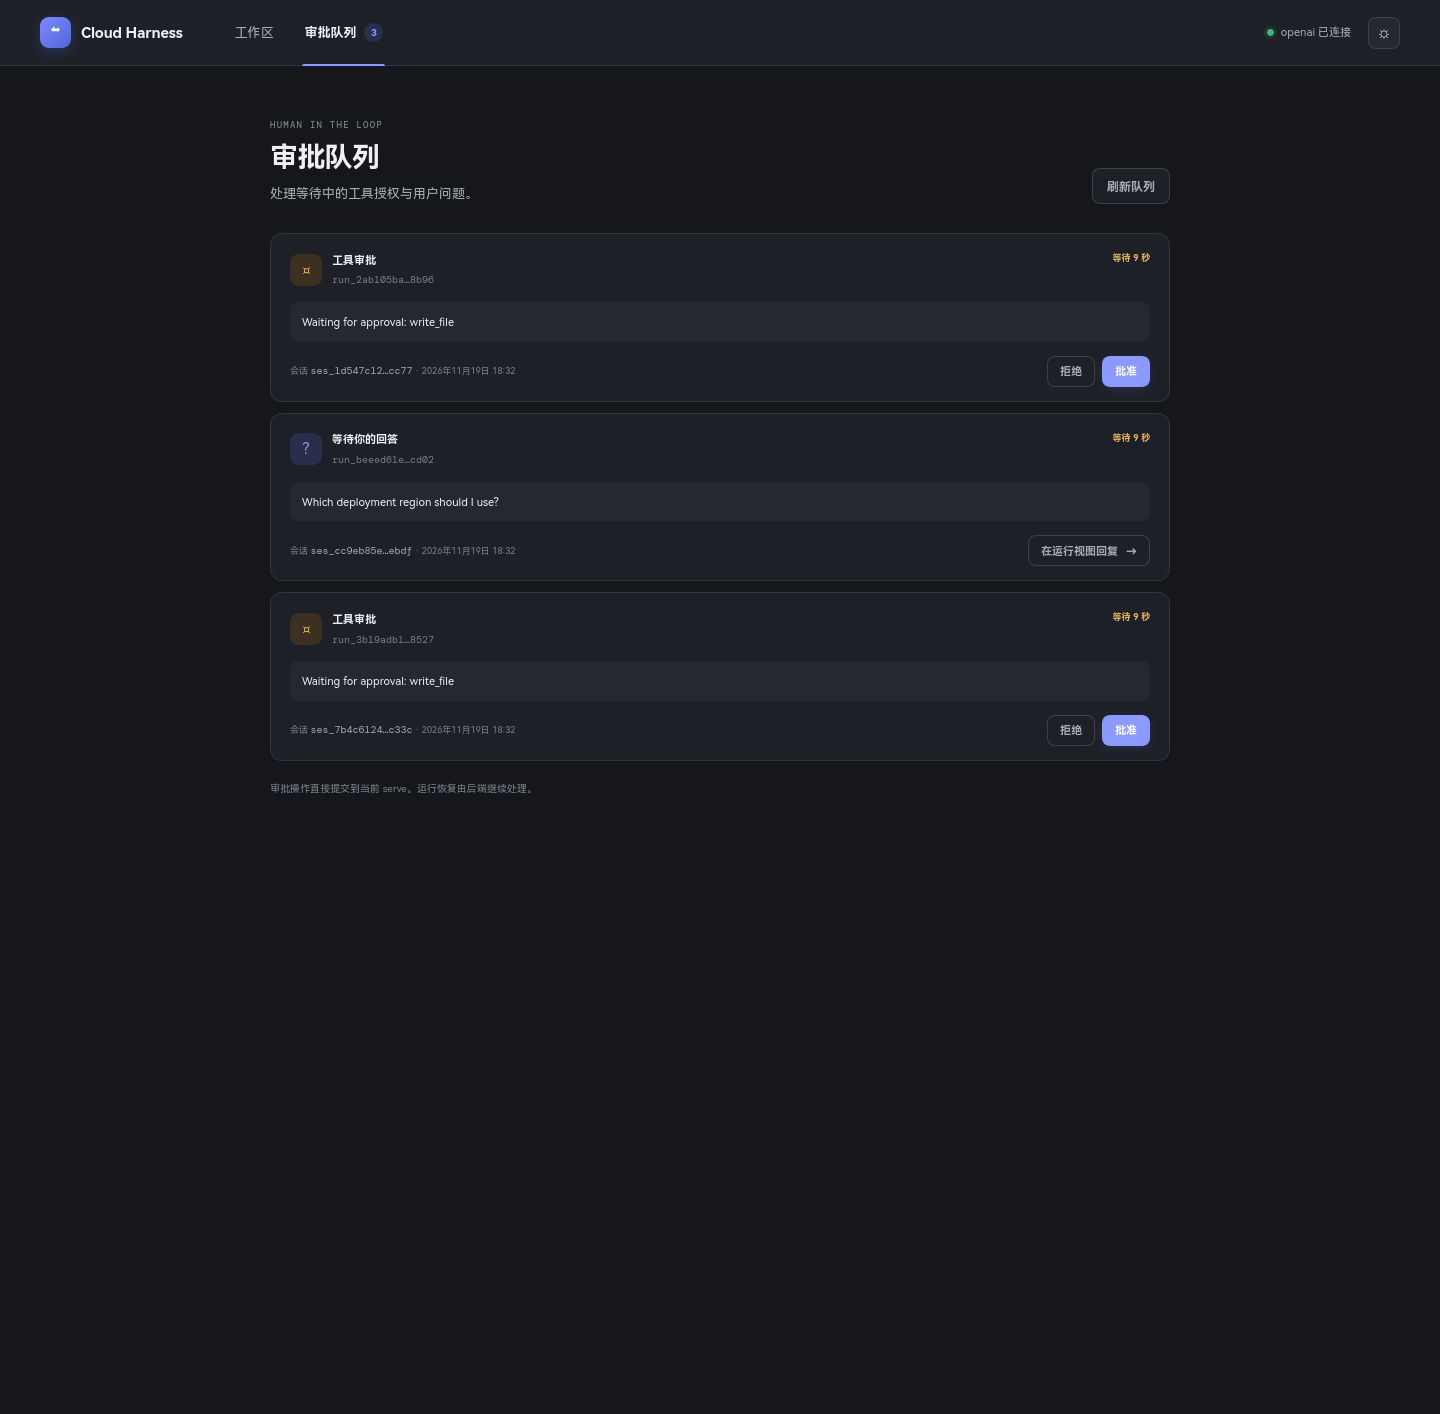 Cloud Harness
工作区
审批队列 3
openai 已连接
HUMAN IN THE LOOP
审批队列
处理等待中的工具授权与用户问题。
刷新队列
工具审批
等待 9 秒
run_2ab105ba…8b96
Waiting for approval: write_file
会话 ses_1d547c12…cc77 · 2026年11月19日 18:32
拒绝
批准
?
等待你的回答
等待 9 秒
run_beeed61e…cd02
Which deployment region should I use?
会话 ses_cc9eb85e…ebdf · 2026年11月19日 18:32
在运行视图回复 →
工具审批
等待 9 秒
run_3b19adb1…8527
Waiting for approval: write_file
会话 ses_7b4c6124…c33c · 2026年11月19日 18:32
拒绝
批准
审批操作直接提交到当前 serve。运行恢复由后端继续处理。